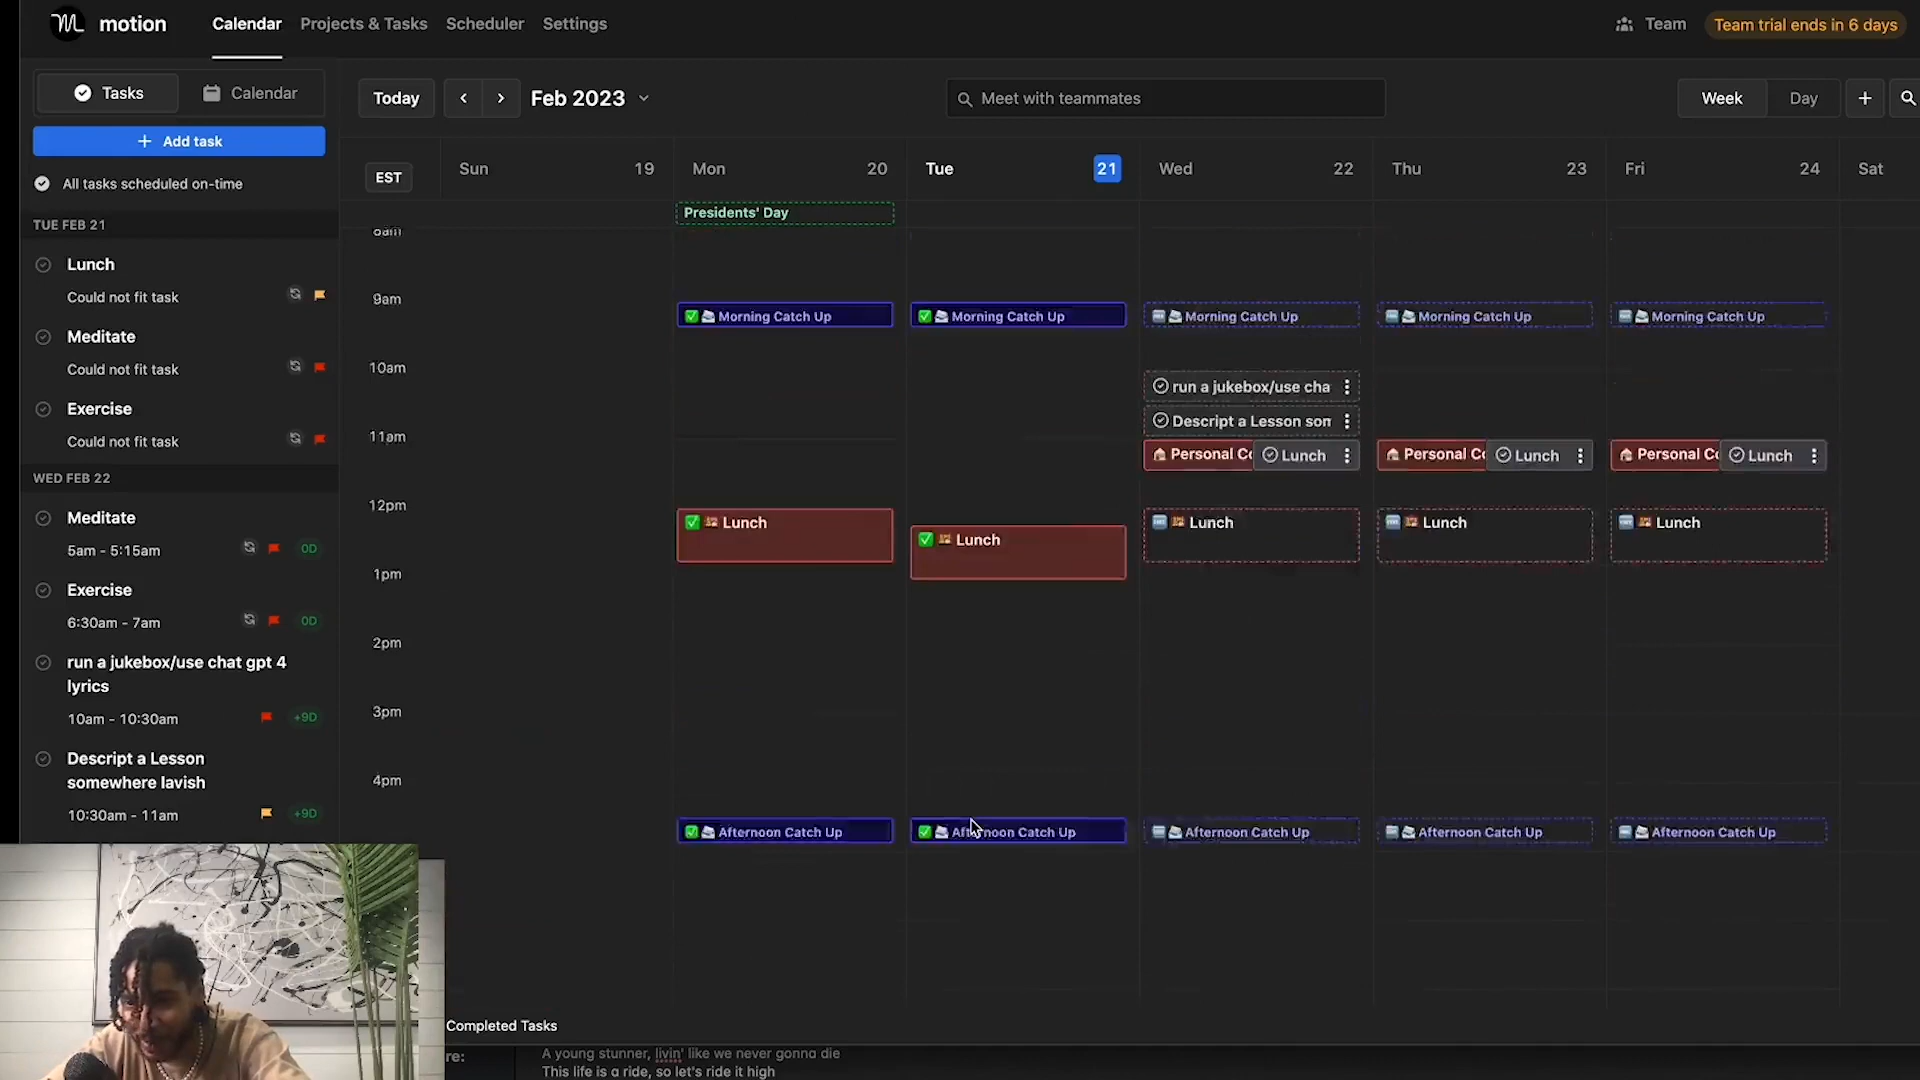 motion
Calendar
Projects & Tasks
Scheduler
Settings
Team
Team trial ends in 6 days
Tasks
Calendar
+ Add task
All tasks scheduled on-time
TUE FEB 21
Lunch
Could not fit task
Meditate
Could not fit task
Exercise
Could not fit task
WED FEB 22
Meditate
5am - 5:15am
0D
Exercise
6:30am - 7am
0D
run a jukebox/use chat gpt 4
lyrics
10am - 10:30am
+9D
Descript a Lesson
somewhere lavish
10:30am - 11am
+9D
Today
Feb 2023
Meet with teammates
Week
Day
EST
Sun 19
Mon 20
Tue 21
Wed 22
Thu 23
Fri 24
Sat
Presidents' Day
8am
9am
Morning Catch Up
Morning Catch Up
Morning Catch Up
Morning Catch Up
Morning Catch Up
10am
run a jukebox/use cha
Descript a Lesson son
11am
Personal Co
Lunch
Personal Co
Lunch
Personal Co
Lunch
12pm
Lunch
Lunch
Lunch
Lunch
Lunch
1pm
2pm
3pm
4pm
Afternoon Catch Up
Afternoon Catch Up
Afternoon Catch Up
Afternoon Catch Up
Afternoon Catch Up
Completed Tasks
re:
A young stunner, livin' like we never gonna die
This life is a ride, so let's ride it high